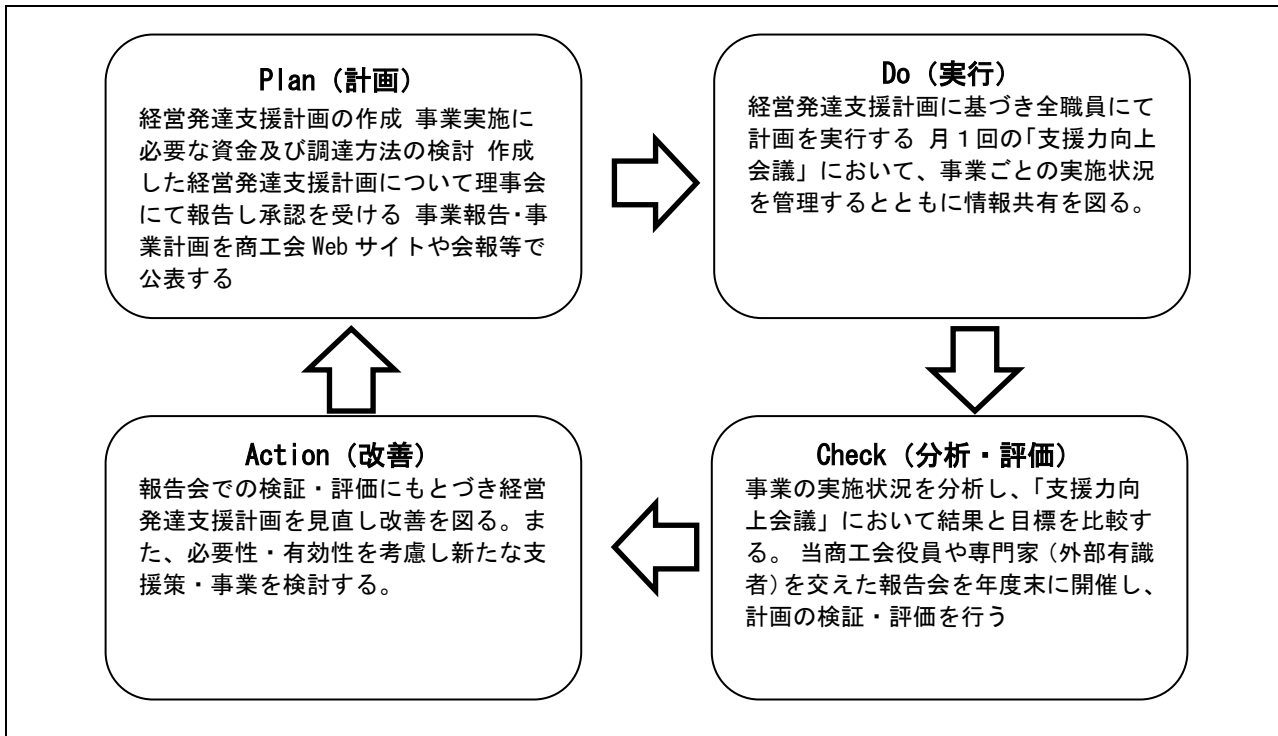 Plan（計画）
経営発達支援計画の作成 事業実施に
必要な資金及び調達方法の検討 作成
した経営発達支援計画について理事会
にて報告し承認を受ける 事業報告･事
業計画を商工会 Web サイトや会報等で
公表する
Do（実行）
経営発達支援計画に基づき全職員にて
計画を実行する 月１回の｢支援力向上
会議｣において、事業ごとの実施状況
を管理するとともに情報共有を図る。
Action（改善）
報告会での検証・評価にもとづき経営
発達支援計画を見直し改善を図る。ま
た、必要性・有効性を考慮し新たな支
援策・事業を検討する。
Check（分析・評価）
事業の実施状況を分析し、｢支援力向
上会議｣において結果と目標を比較す
る。 当商工会役員や専門家（外部有識
者）を交えた報告会を年度末に開催し、
計画の検証・評価を行う